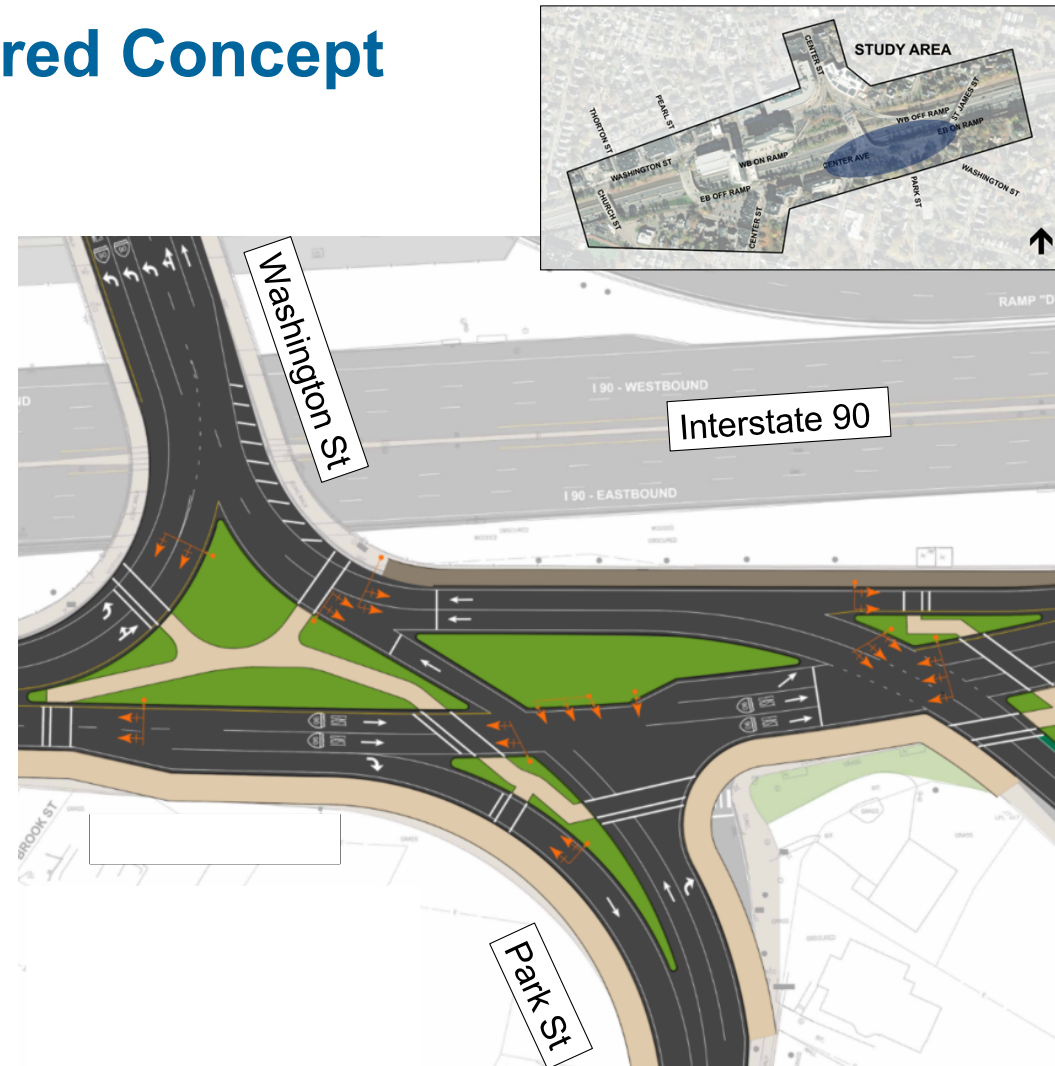 red Concept
STUDY AREA
CENTER ST
ST JAMES ST
PEARL ST
THORTON ST
WB OFF RAMP
EB ON RAMP
WB ON RAMP
CENTER AVE
WASHINGTON ST
EB OFF RAMP
WASHINGTON ST
PARK ST
CHURCH ST
CENTER ST
Washington St
RAMP "D
I 90 - WESTBOUND
Interstate 90
I 90 - EASTBOUND
BROOK ST
Park St